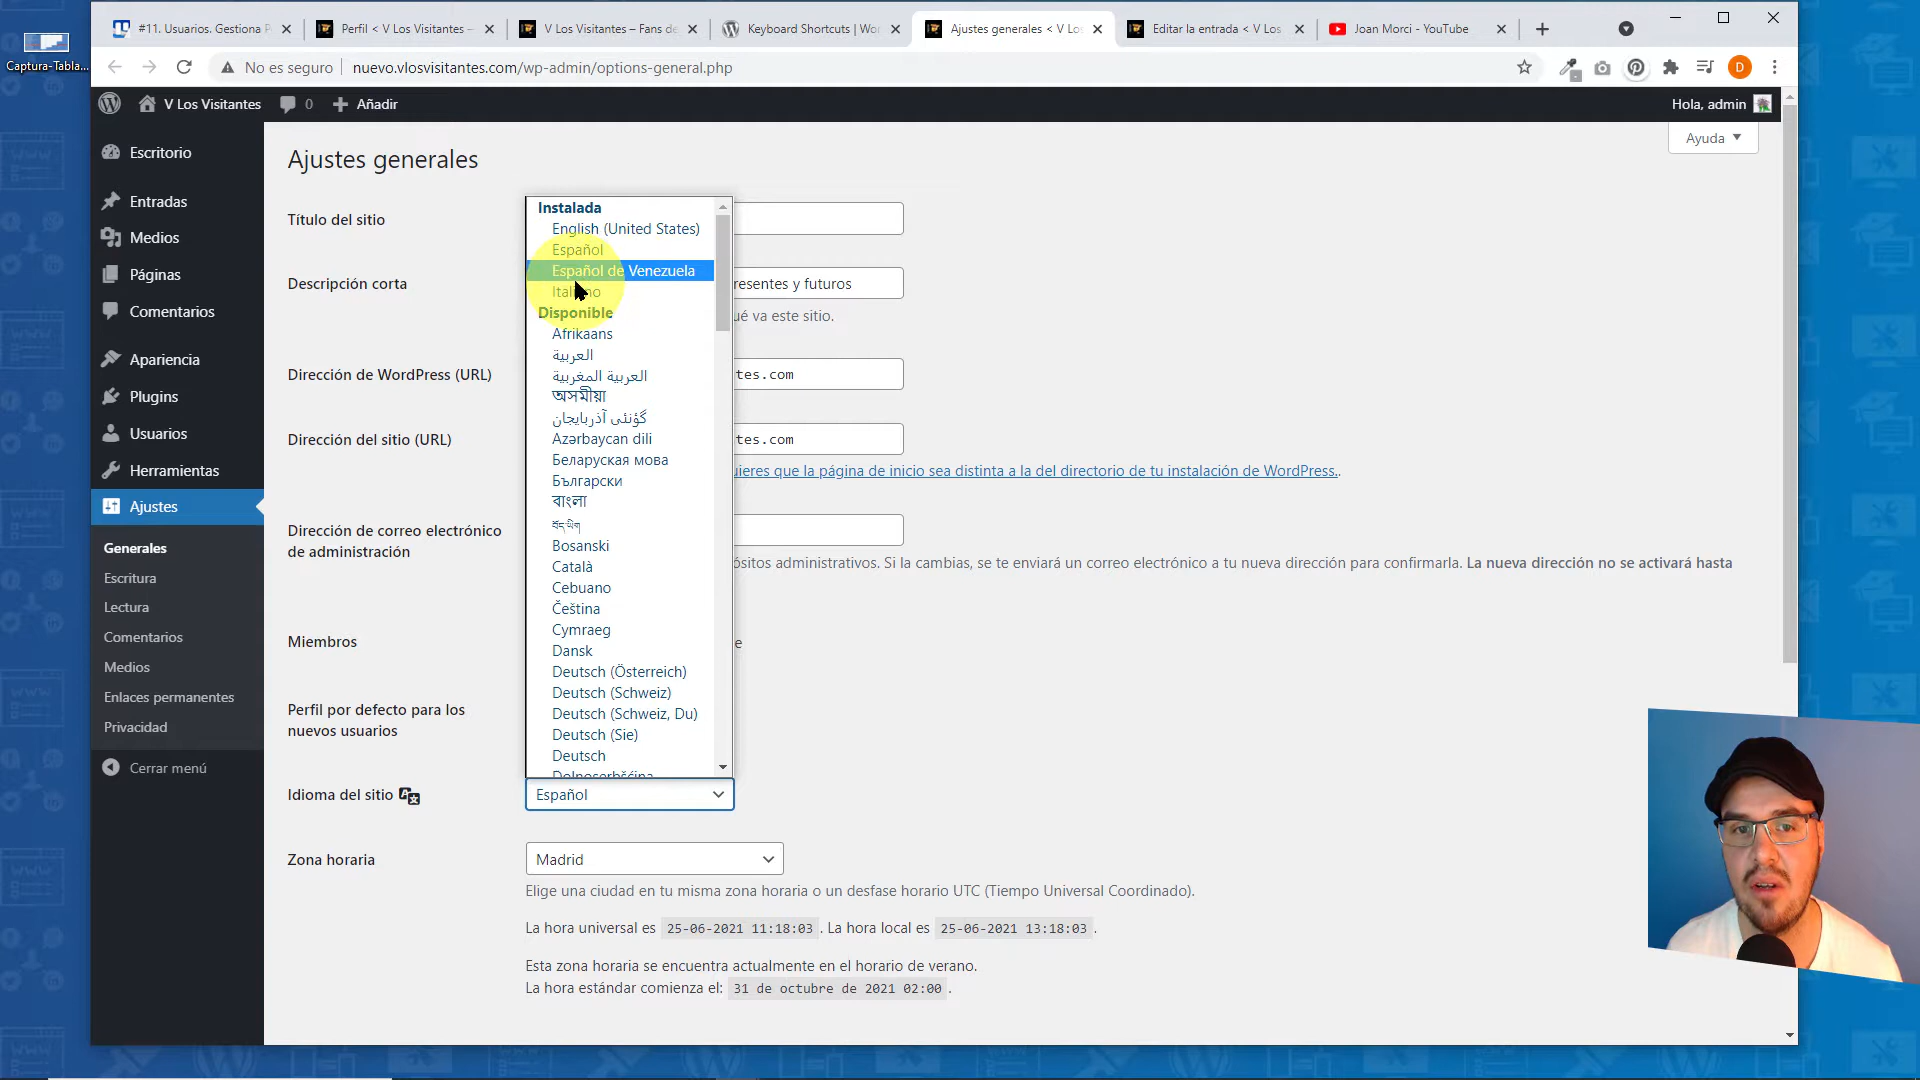 Captura-Tabla...
#11. Usuarios. Gestiona P
Perfil < V Los Visitantes –
V Los Visitantes – Fans de
Keyboard Shortcuts | Wor
Ajustes generales < V Los
Editar la entrada < V Los
Joan Morci - YouTube
No es seguro
nuevo.vlosvisitantes.com/wp-admin/options-general.php
D
V Los Visitantes
0
Añadir
Hola, admin
Escritorio
Entradas
Medios
Páginas
Comentarios
Apariencia
Plugins
Usuarios
Herramientas
Ajustes
Generales
Escritura
Lectura
Comentarios
Medios
Enlaces permanentes
Privacidad
Cerrar menú
Ayuda
Ajustes generales
Título del sitio
Descripción corta
resentes y futuros
ué va este sitio.
Dirección de WordPress (URL)
tes.com
Dirección del sitio (URL)
tes.com
uieres que la página de inicio sea distinta a la del directorio de tu instalación de WordPress..
Dirección de correo electrónico
de administración
ósitos administrativos. Si la cambias, se te enviará un correo electrónico a tu nueva dirección para confirmarla. La nueva dirección no se activará hasta
Miembros
e
Perfil por defecto para los
nuevos usuarios
Instalada
English (United States)
Español
Español de Venezuela
Italiano
Disponible
Afrikaans
العربية
العربية المغربية
অসমীয়া
گؤنئی آذربایجان
Azərbaycan dili
Беларуская мова
Български
বাংলা
བོད་ཡིག
Bosanski
Català
Cebuano
Čeština
Cymraeg
Dansk
Deutsch (Österreich)
Deutsch (Schweiz)
Deutsch (Schweiz, Du)
Deutsch (Sie)
Deutsch
Dolnoserbšćina
Idioma del sitio
Español
Zona horaria
Madrid
Elige una ciudad en tu misma zona horaria o un desfase horario UTC (Tiempo Universal Coordinado).
La hora universal es 25-06-2021 11:18:03 . La hora local es 25-06-2021 13:18:03 .
Esta zona horaria se encuentra actualmente en el horario de verano.
La hora estándar comienza el: 31 de octubre de 2021 02:00 .